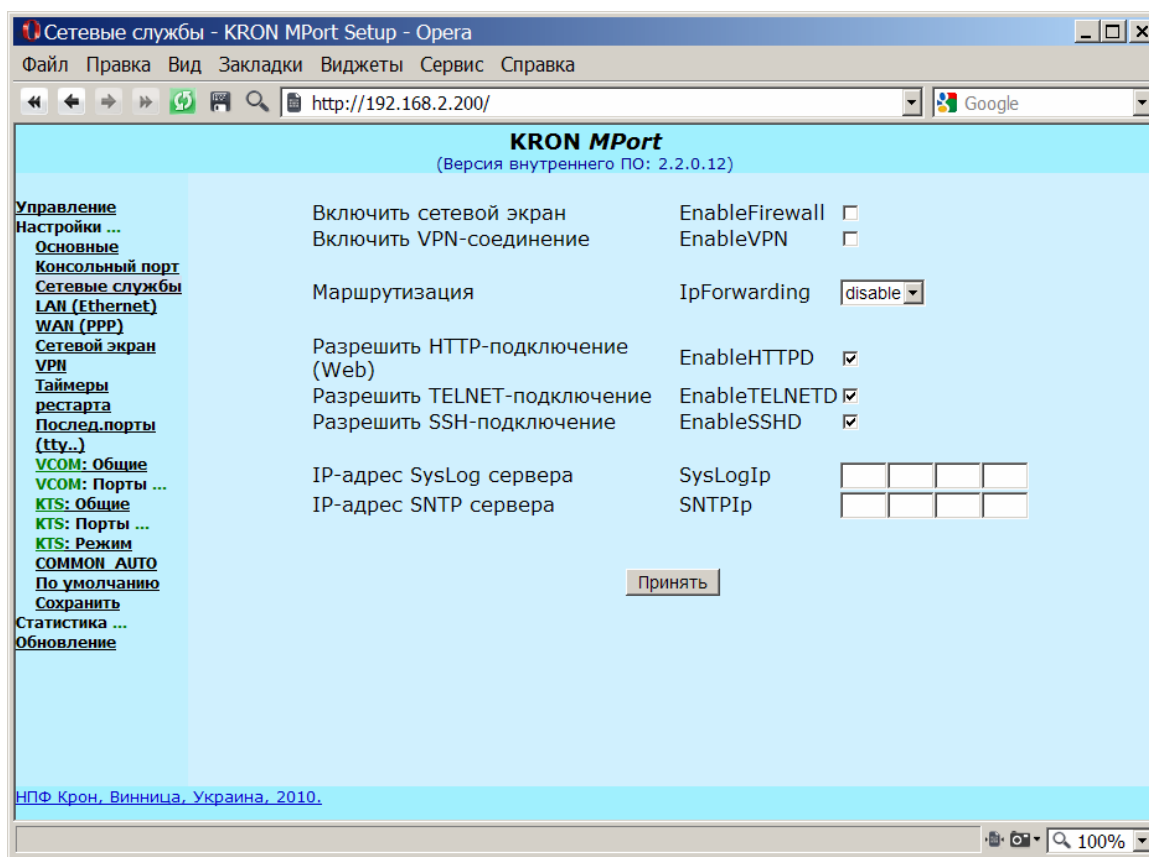 Сетевые службы - KRON MPort Setup - Opera
Файл Правка Вид Закладки Виджеты Сервис Справка
http://192.168.2.200/
Google
KRON MPort
(Версия внутреннего ПО: 2.2.0.12)
Управление
Настройки ...
Основные
Консольный порт
Сетевые службы
LAN (Ethernet)
WAN (PPP)
Сетевой экран
VPN
Таймеры
рестарта
Послед.порты
(tty..)
VCOM: Общие
VCOM: Порты ...
KTS: Общие
KTS: Порты ...
KTS: Режим
COMMON_AUTO
По умолчанию
Сохранить
Статистика ...
Обновление
Включить сетевой экран EnableFirewall
Включить VPN-соединение EnableVPN
Маршрутизация IpForwarding disable
Разрешить HTTP-подключение
(Web) EnableHTTPD
Разрешить TELNET-подключение EnableTELNETD
Разрешить SSH-подключение EnableSSHD
IP-адрес SysLog сервера SysLogIp
IP-адрес SNTP сервера SNTPIp
Принять
НПФ Крон, Винница, Украина, 2010.
100%